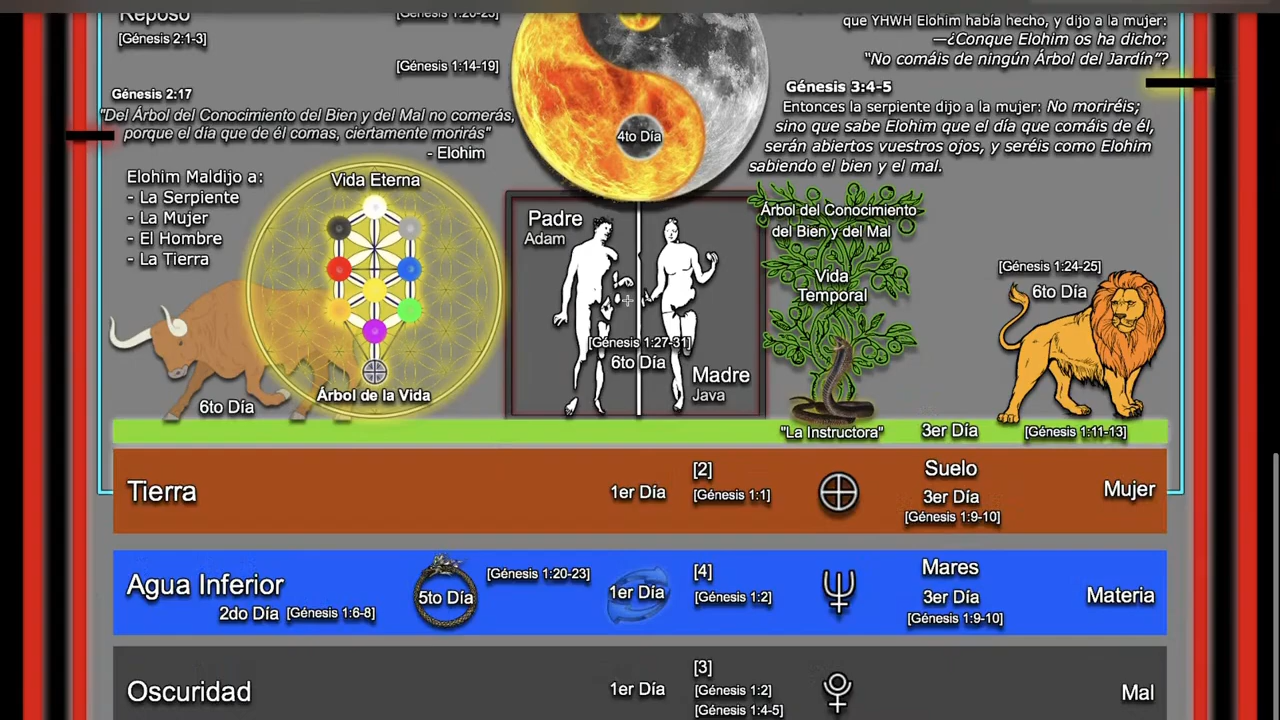 Reposo
[Génesis 2:1-3]
[Génesis 1:20-23]
[Génesis 1:14-19]
que YHWH Elohim había hecho, y dijo a la mujer:
—¿Conque Elohim os ha dicho:
“No comáis de ningún Árbol del Jardín”?
Génesis 2:17
"Del Árbol del Conocimiento del Bien y del Mal no comerás,
porque el día que de él comas, ciertamente morirás"
- Elohim
4to Día
Génesis 3:4-5
Entonces la serpiente dijo a la mujer: No moriréis;
sino que sabe Elohim que el día que comáis de él,
serán abiertos vuestros ojos, y seréis como Elohim
sabiendo el bien y el mal.
Elohim Maldijo a:
- La Serpiente
- La Mujer
- El Hombre
- La Tierra
Vida Eterna
Árbol de la Vida
6to Día
Padre
Adam
[Génesis 1:27-31]
6to Día
Madre
Java
Árbol del Conocimiento
del Bien y del Mal
Vida
Temporal
"La Instructora"
3er Día
[Génesis 1:24-25]
6to Día
[Génesis 1:11-13]
Tierra
1er Día
[2]
[Génesis 1:1]
Suelo
3er Día
[Génesis 1:9-10]
Mujer
Agua Inferior
2do Día [Génesis 1:6-8]
5to Día
[Génesis 1:20-23]
1er Día
[4]
[Génesis 1:2]
Mares
3er Día
[Génesis 1:9-10]
Materia
Oscuridad
1er Día
[3]
[Génesis 1:2]
[Génesis 1:4-5]
Mal